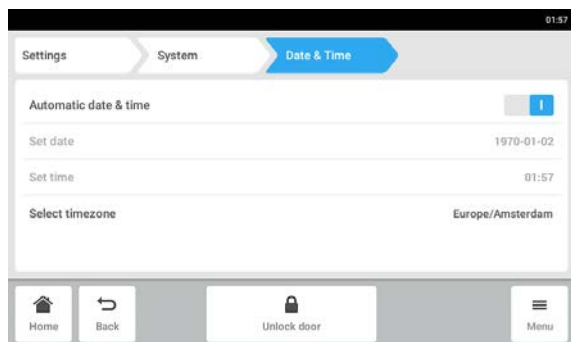 01:57
Settings System Date & Time
Automatic date & time I
Set date 1970-01-02
Set time 01:57
Select timezone Europe/Amsterdam
Home Back Unlock door Menu